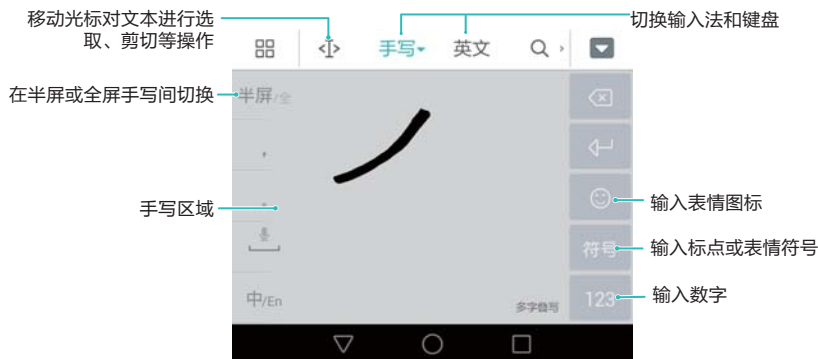 移动光标对文本进行选
取、剪切等操作
切换输入法和键盘
手写
英文
在半屏或全屏手写间切换
半屏/全
，
。
手写区域
输入表情图标
符号
输入标点或表情符号
中/En
多字叠写
123
输入数字